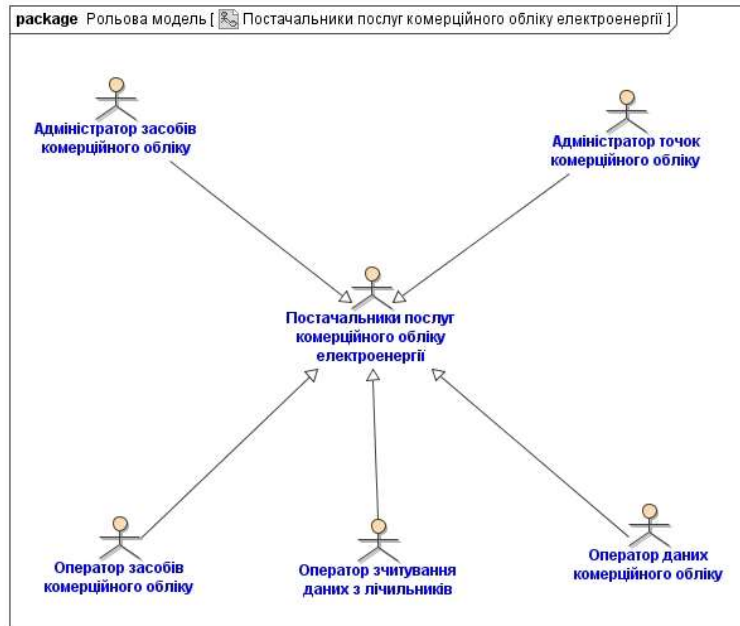 package Рольова модель [ Постачальники послуг комерційного обліку електроенергії ]
Адміністратор засобів
комерційного обліку
Адміністратор точок
комерційного обліку
Постачальники послуг
комерційного обліку
електроенергії
Оператор засобів
комерційного обліку
Оператор зчитування
даних з лічильників
Оператор даних
комерційного обліку